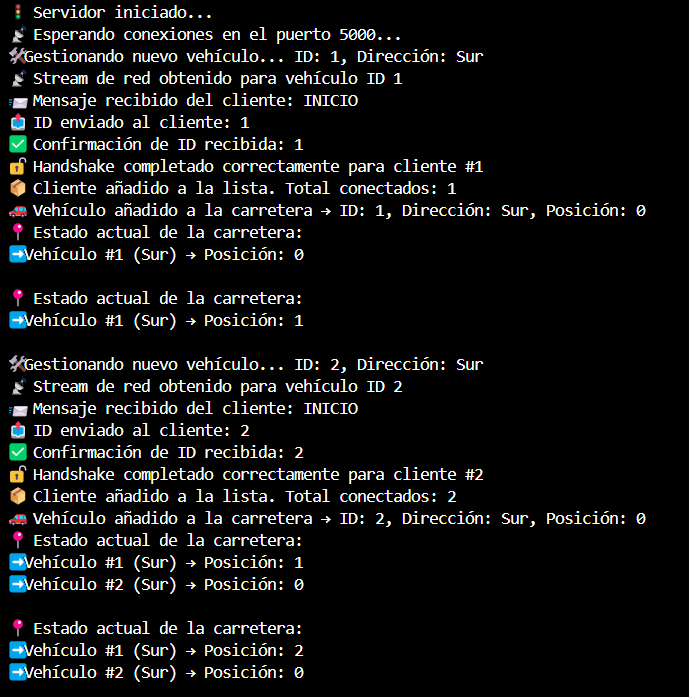 🚦 Servidor iniciado...
📡 Esperando conexiones en el puerto 5000...
🛠Gestionando nuevo vehículo... ID: 1, Dirección: Sur
📡 Stream de red obtenido para vehículo ID 1
📨 Mensaje recibido del cliente: INICIO
📤 ID enviado al cliente: 1
✅ Confirmación de ID recibida: 1
🔓 Handshake completado correctamente para cliente #1
📦 Cliente añadido a la lista. Total conectados: 1
🚗 Vehículo añadido a la carretera → ID: 1, Dirección: Sur, Posición: 0
📍 Estado actual de la carretera:
➡Vehículo #1 (Sur) → Posición: 0
📍 Estado actual de la carretera:
➡Vehículo #1 (Sur) → Posición: 1
🛠Gestionando nuevo vehículo... ID: 2, Dirección: Sur
📡 Stream de red obtenido para vehículo ID 2
📨 Mensaje recibido del cliente: INICIO
📤 ID enviado al cliente: 2
✅ Confirmación de ID recibida: 2
🔓 Handshake completado correctamente para cliente #2
📦 Cliente añadido a la lista. Total conectados: 2
🚗 Vehículo añadido a la carretera → ID: 2, Dirección: Sur, Posición: 0
📍 Estado actual de la carretera:
➡Vehículo #1 (Sur) → Posición: 1
➡Vehículo #2 (Sur) → Posición: 0
📍 Estado actual de la carretera:
➡Vehículo #1 (Sur) → Posición: 2
➡Vehículo #2 (Sur) → Posición: 0